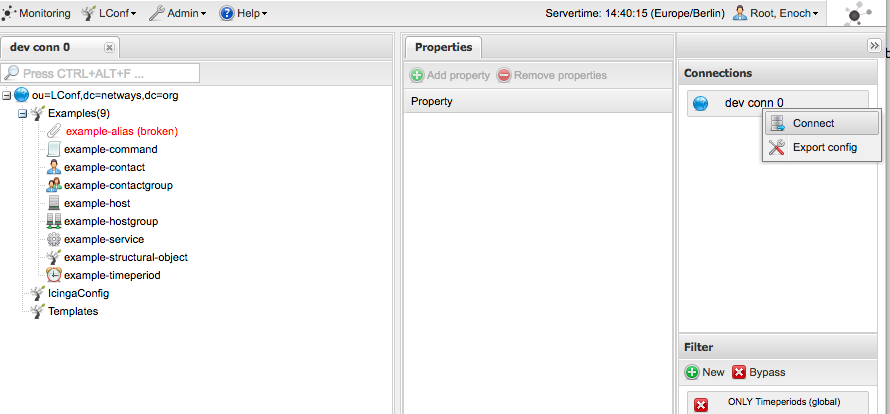 Monitoring LConf Admin Help Servertime: 14:40:15 (Europe/Berlin) Root, Enoch
dev conn 0
Press CTRL+ALT+F ...
ou=LConf,dc=netways,dc=org
Examples(9)
example-alias (broken)
example-command
example-contact
example-contactgroup
example-host
example-hostgroup
example-service
example-structural-object
example-timeperiod
IcingaConfig
Templates
Properties
Add property Remove properties
Property
Connections
dev conn 0
Connect
Export config
Filter
New Bypass
ONLY Timeperiods (global)